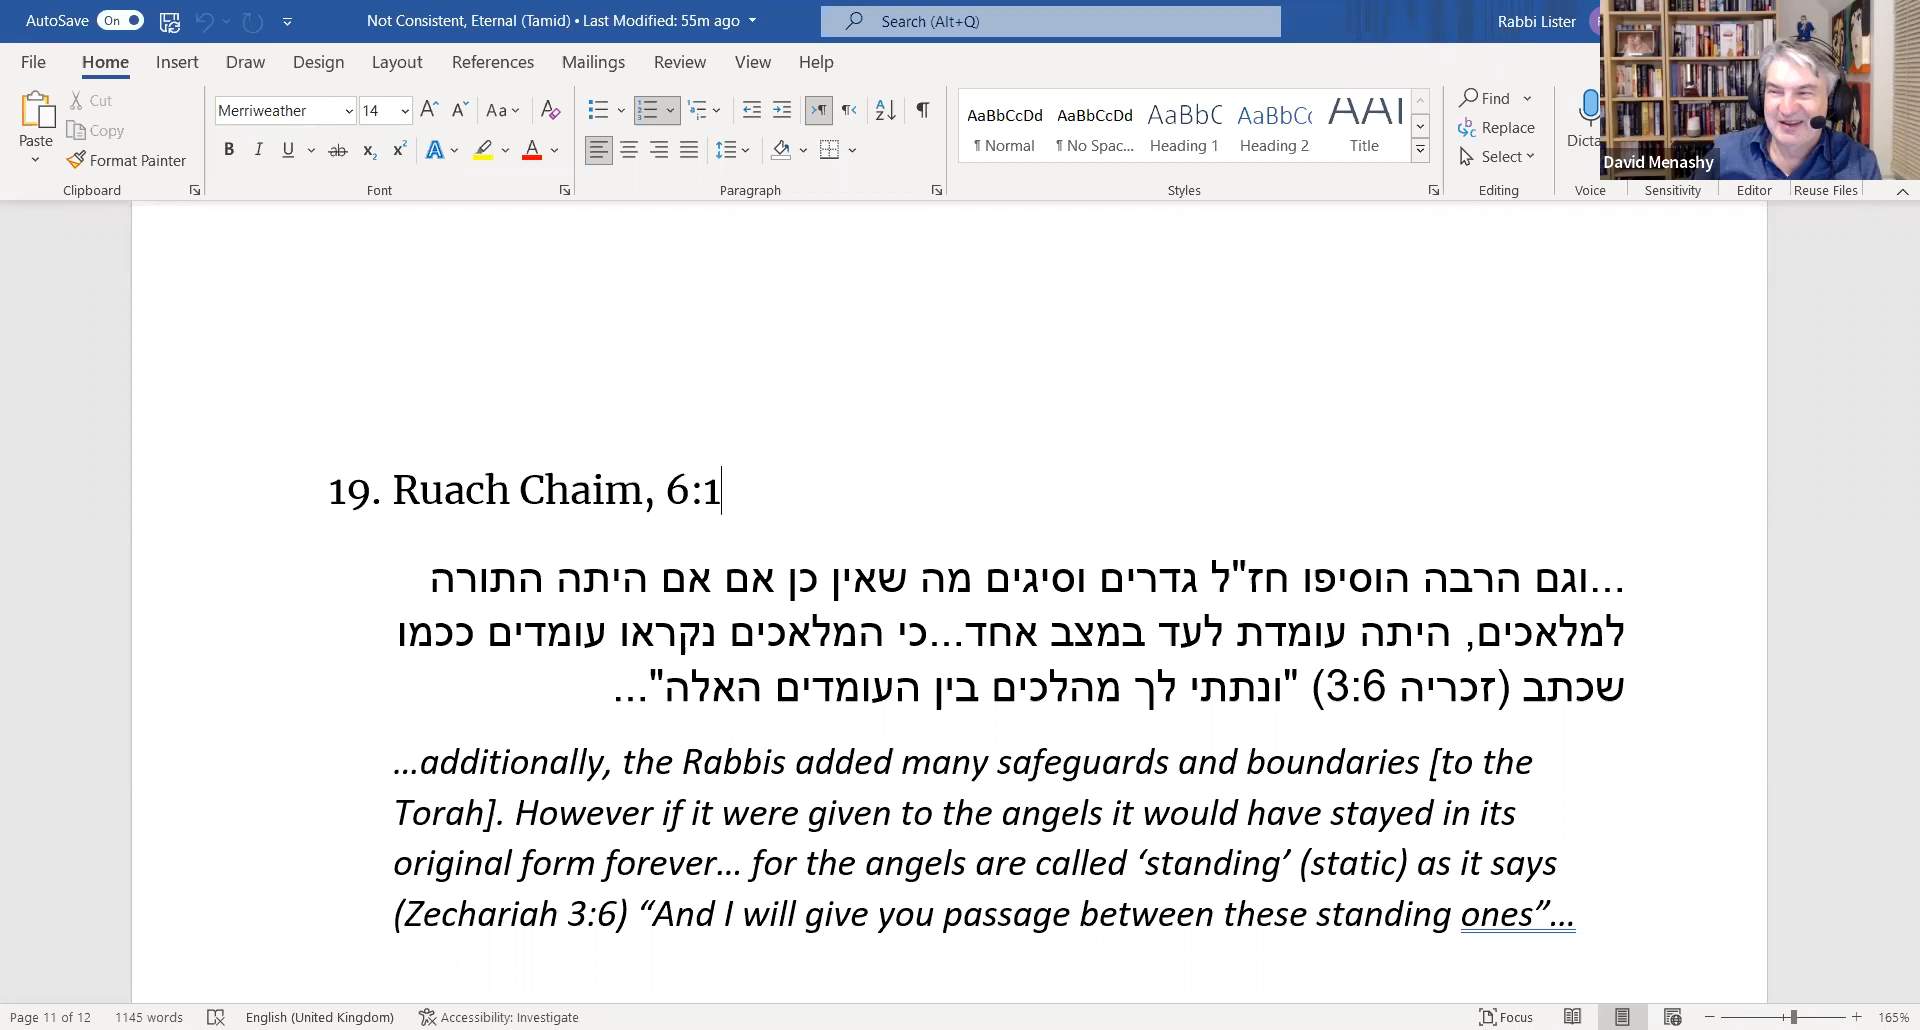 AutoSave On Not Consistent, Eternal (Tamid) • Last Modified: 55m ago Search (Alt+Q) Rabbi Lister
File Home Insert Draw Design Layout References Mailings Review View Help
Paste
Cut
Copy
Format Painter
Clipboard
Merriweather 14
Aa
B I U ab x₂ x² A A
Font
Paragraph
AaBbCcDd AaBbCcDd AaBbC AaBbC AAI
¶ Normal ¶ No Spac... Heading 1 Heading 2 Title
Styles
Find
Replace
Select
Editing
Dicta
Voice Sensitivity Editor Reuse Files
David Menashy
19. Ruach Chaim, 6:1
...וגם הרבה הוסיפו חז"ל גדרים וסיגים מה שאין כן אם אם היתה התורה
למלאכים, היתה עומדת לעד במצב אחד...כי המלאכים נקראו עומדים ככמו
שכתב (זכריה 3:6) "ונתתי לך מהלכים בין העומדים האלה"...
...additionally, the Rabbis added many safeguards and boundaries [to the
Torah]. However if it were given to the angels it would have stayed in its
original form forever... for the angels are called ‘standing’ (static) as it says
(Zechariah 3:6) “And I will give you passage between these standing ones”...
Page 11 of 12 1145 words English (United Kingdom) Accessibility: Investigate Focus 165%